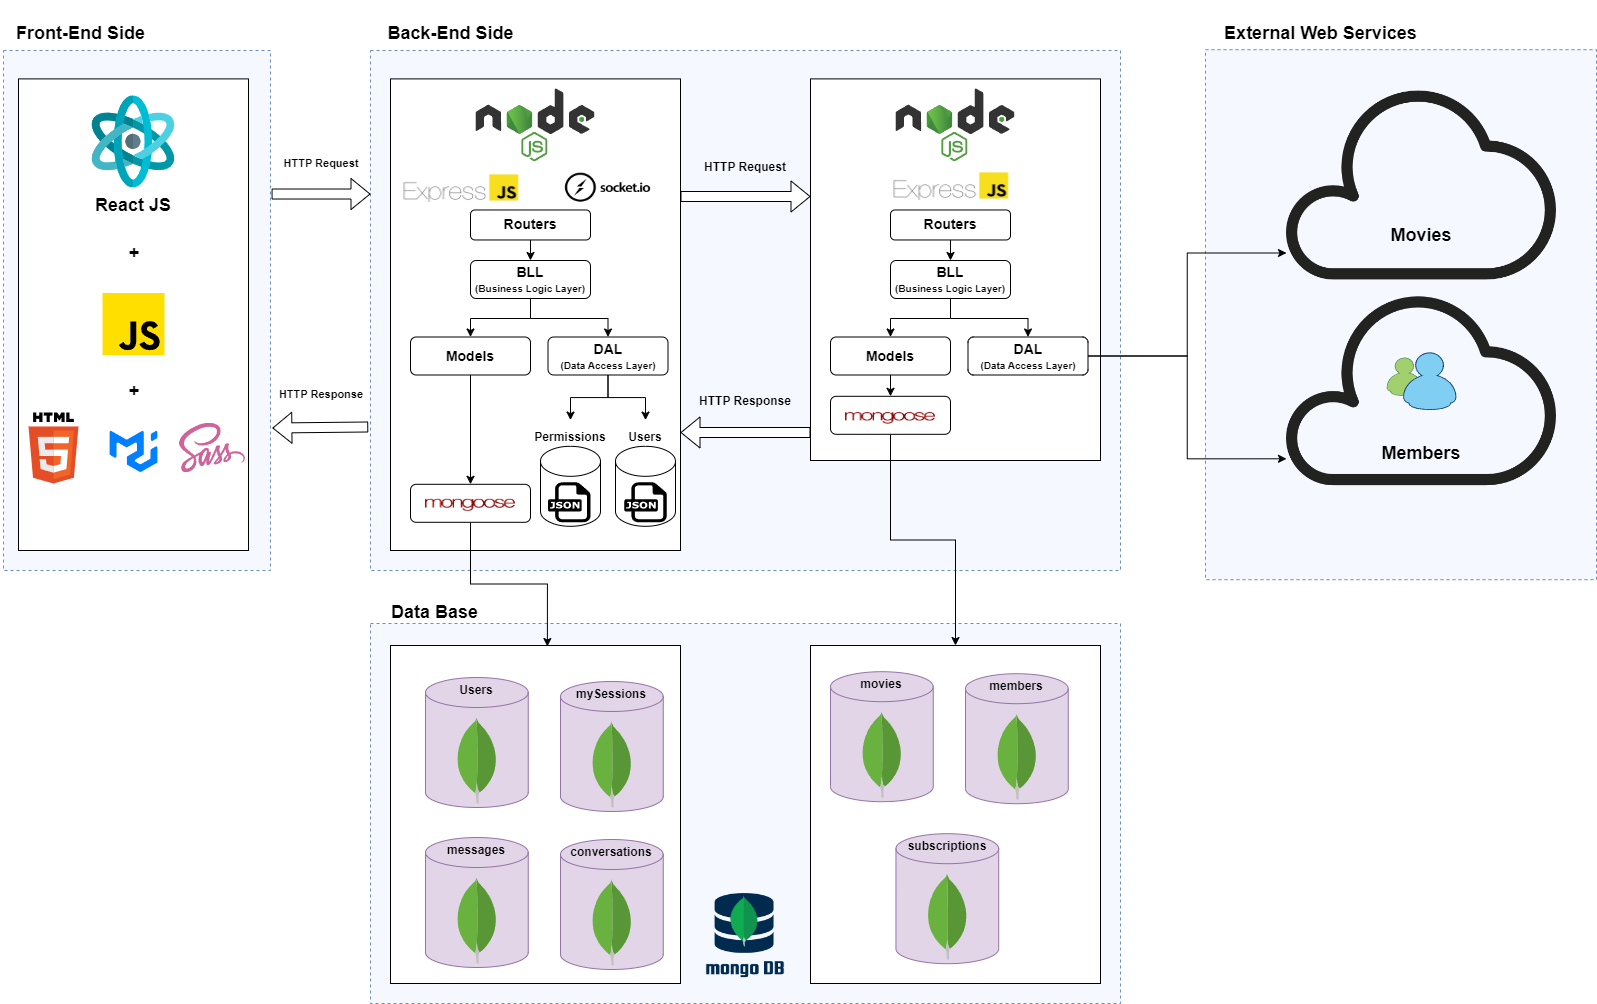 Front-End Side
React JS
+
JS
+
HTML
5
Sass
HTTP Request
HTTP Response
Back-End Side
node
JS
Express JS
socket.io
Routers
BLL
(Business Logic Layer)
Models
DAL
(Data Access Layer)
Permissions
Users
JSON
JSON
mongoose
HTTP Request
HTTP Response
node
JS
Express JS
Routers
BLL
(Business Logic Layer)
Models
DAL
(Data Access Layer)
mongoose
External Web Services
Movies
Members
Data Base
Users
mySessions
messages
conversations
mongo DB
movies
members
subscriptions